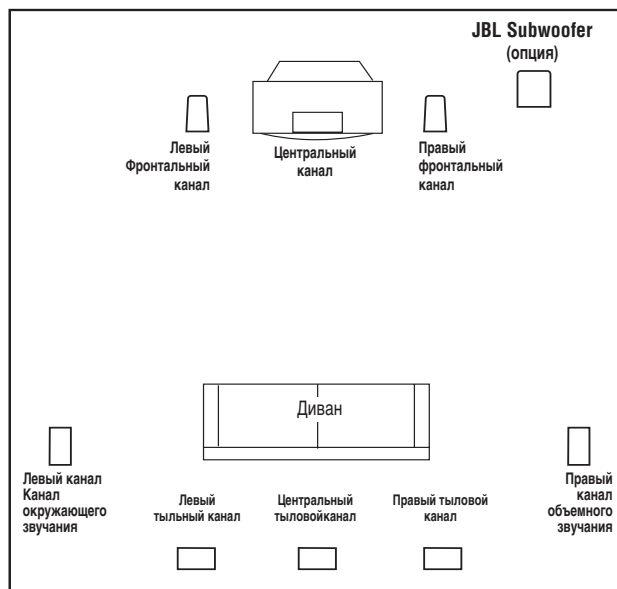 JBL Subwoofer
(опция)
Левый
Фронтальный
канал
Центральный
канал
Правый
фронтальный
канал
Диван
Левый канал
Канал
окружающего
звучания
Левый
тыльный канал
Центральный
тыловойканал
Правый тыловой
канал
Правый
канал
объемного
звучания